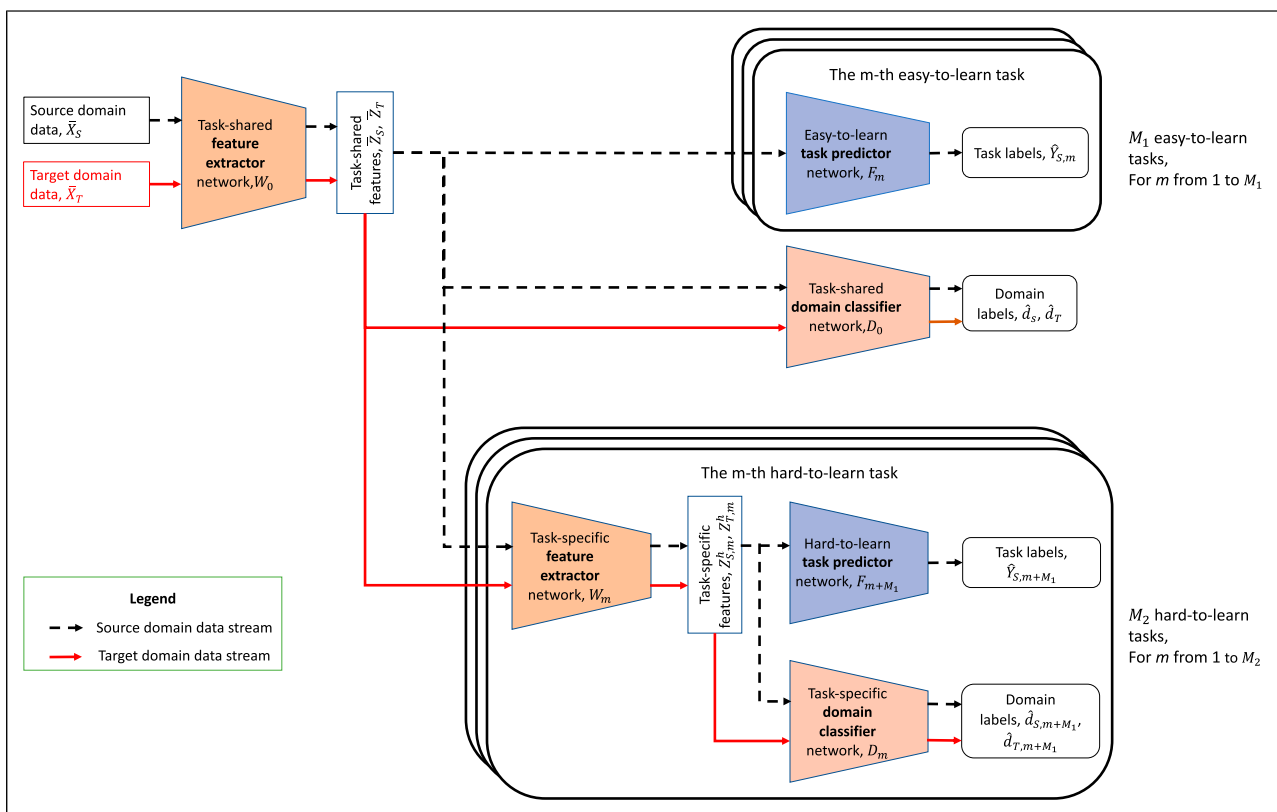 The m-th easy-to-learn task
Source domain
data, X̄_S
Target domain
data, X̄_T
Task-shared
feature
extractor
network,W_0
Task-shared
features, Z̄_S, Z̄_T
Easy-to-learn
task predictor
network, F_m
Task labels, Ŷ_{S,m}
M_1 easy-to-learn
tasks,
For m from 1 to M_1
Task-shared
domain classifier
network,D_0
Domain
labels, d̂_s, d̂_T
The m-th hard-to-learn task
Task-specific
feature
extractor
network, W_m
Task-specific
features, Z^h_{S,m}, Z^h_{T,m}
Hard-to-learn
task predictor
network, F_{m+M_1}
Task labels,
Ŷ_{S,m+M_1}
Task-specific
domain
classifier
network, D_m
Domain
labels, d̂_{S,m+M_1},
d̂_{T,m+M_1}
M_2 hard-to-learn
tasks,
For m from 1 to M_2
Legend
Source domain data stream
Target domain data stream